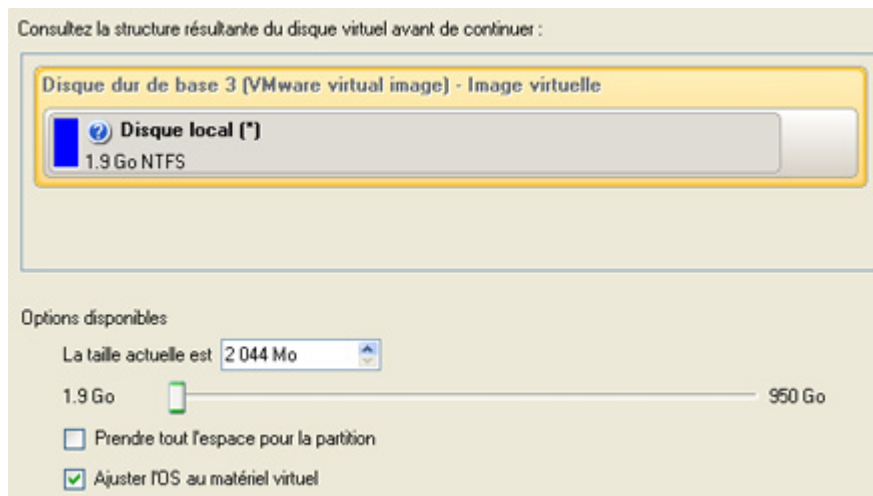 Consultez la structure résultante du disque virtuel avant de continuer :
Disque dur de base 3 (VMware virtual image) - Image virtuelle
Disque local (*)
1.9 Go NTFS
Options disponibles
La taille actuelle est 2 044 Mo
1.9 Go 950 Go
Prendre tout l'espace pour la partition
Ajuster l'OS au matériel virtuel